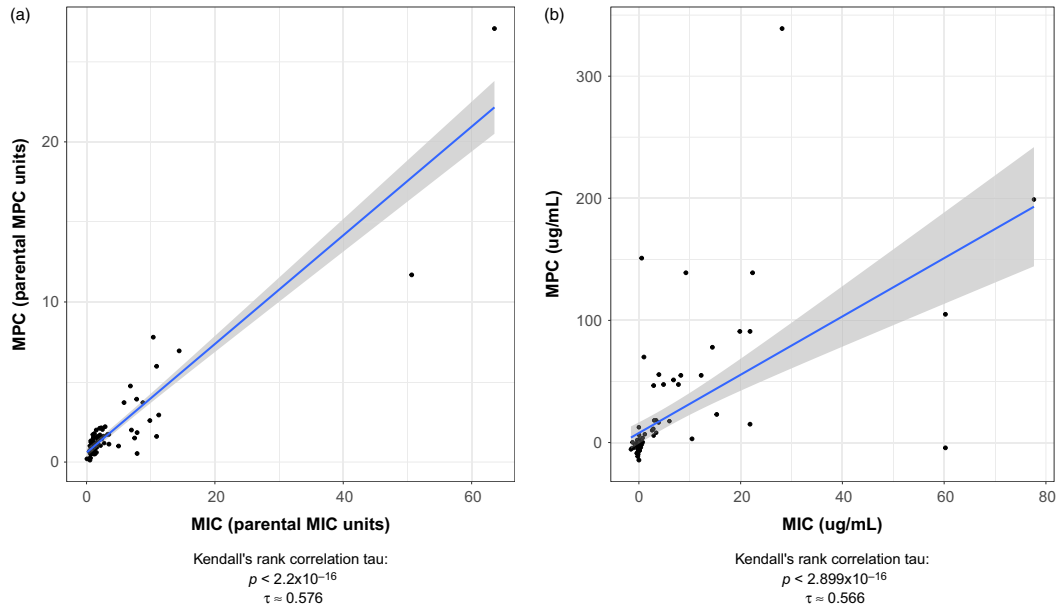 (a)
20
10
0
MPC (parental MPC units)
0
20
40
60
MIC (parental MIC units)
Kendall's rank correlation tau:
p < 2.2x10⁻¹⁶
τ ≈ 0.576
(b)
300
200
100
0
MPC (ug/mL)
0
20
40
60
80
MIC (ug/mL)
Kendall's rank correlation tau:
p < 2.899x10⁻¹⁶
τ ≈ 0.566